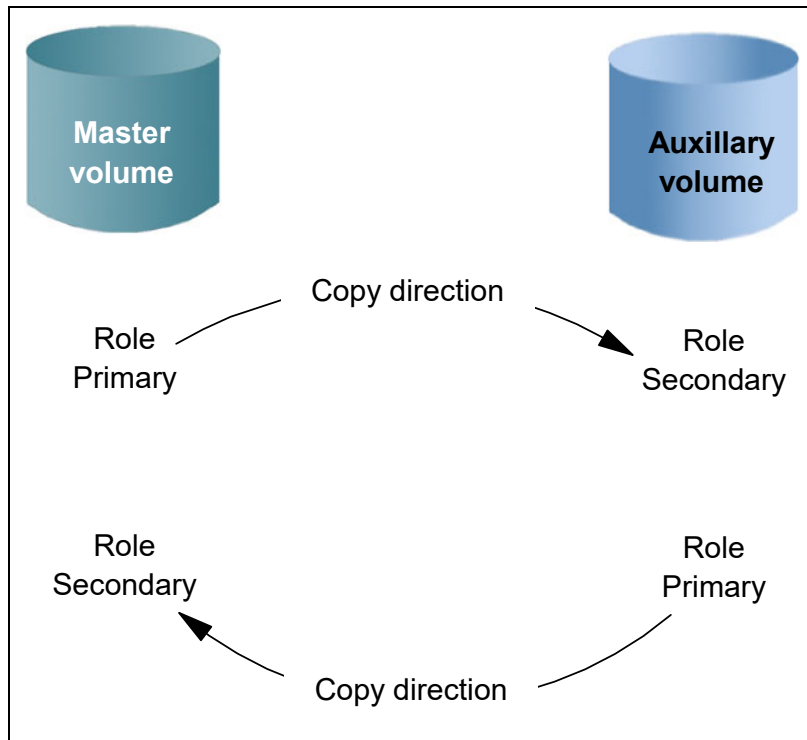 Master
volume
Auxillary
volume
Copy direction
Role
Primary
Role
Secondary
Role
Secondary
Role
Primary
Copy direction